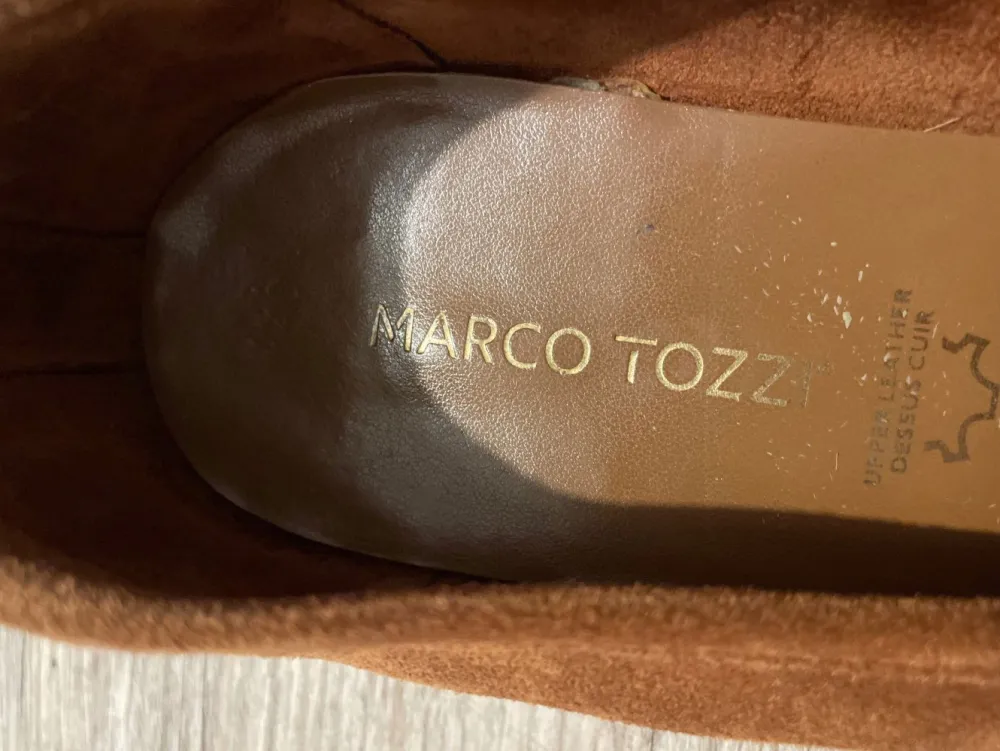 MARCO TOZZI
UPPER LEATHER
DESSUS CUIR